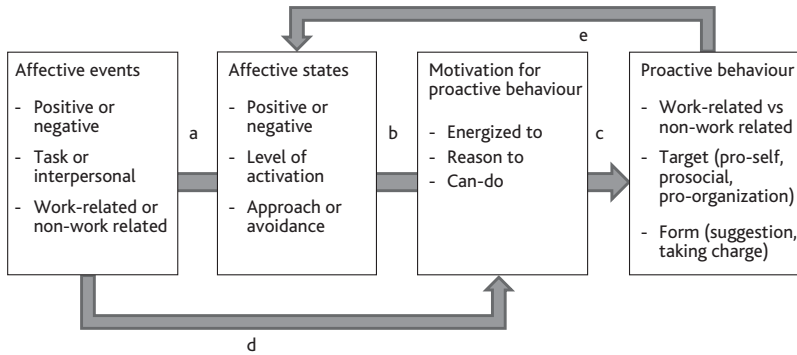 e
Affective events
- Positive or
negative
- Task or
interpersonal
- Work-related or
non-work related
a
Affective states
- Positive or
negative
- Level of
activation
- Approach or
avoidance
b
Motivation for
proactive behaviour
- Energized to
- Reason to
- Can-do
c
Proactive behaviour
- Work-related vs
non-work related
- Target (pro-self,
prosocial,
pro-organization)
- Form (suggestion,
taking charge)
d